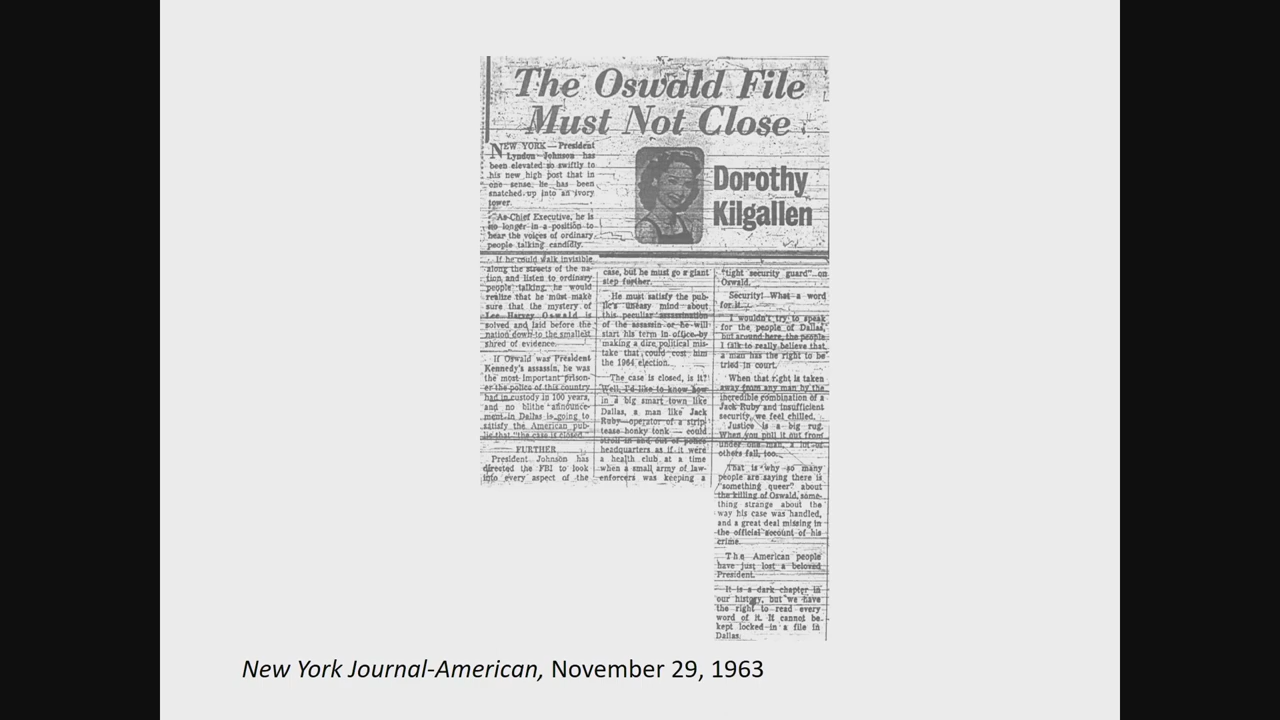 The Oswald File
Must Not Close
Dorothy
Kilgallen
NEW YORK — President
Lyndon Johnson has
been elevated so swiftly to
his new high post that in
one sense, he has been
snatched up into an ivory
tower.
As Chief Executive, he is
no longer in a position to
hear the voices of ordinary
people talking candidly.
If he could walk invisible
along the streets of the na-
tion, and listen to ordinary
people talking, he would
realize that he must make
sure that the mystery of
Lee Harvey Oswald is
solved and laid before the
nation down to the smallest
shred of evidence.
If Oswald was President
Kennedy's assassin, he was
the most important prison-
er the police of this country
had in custody in 100 years,
and no blithe announce-
ment in Dallas is going to
satisfy the American pub-
lic that "the case is closed."
FURTHER
President Johnson has
directed the FBI to look
into every aspect of the
case, but he must go a giant
step further.
He must satisfy the pub-
lic's uneasy mind about
this peculiar assassination
of the assassin or he will
start his term in office by
making a dire political mis-
take that could cost him
the 1964 election.
The case is closed, is it?
Well, I'd like to know how
in a big smart town like
Dallas, a man like Jack
Ruby—operator of a strip
tease honky tonk — could
stroll in and out of police
headquarters as if it were
a health club at a time
when a small army of law-
enforcers was keeping a
"tight security guard" on
Oswald.
Security! What a word
for it.
I wouldn't try to speak
for the people of Dallas,
but around here, the people
I talk to really believe that
a man has the right to be
tried in court.
When that right is taken
away from any man by the
incredible combination of a
Jack Ruby and insufficient
security, we feel chilled.
Justice is a big rug.
When you pull it out from
under one man, a lot of
others fall, too.
That is why so many
people are saying there is
"something queer" about
the killing of Oswald, some-
thing strange about the
way his case was handled,
and a great deal missing in
the official account of his
crime.
The American people
have just lost a beloved
President.
It is a dark chapter in
our history, but we have
the right to read every
word of it. It cannot be
kept locked in a file in
Dallas.
New York Journal-American, November 29, 1963